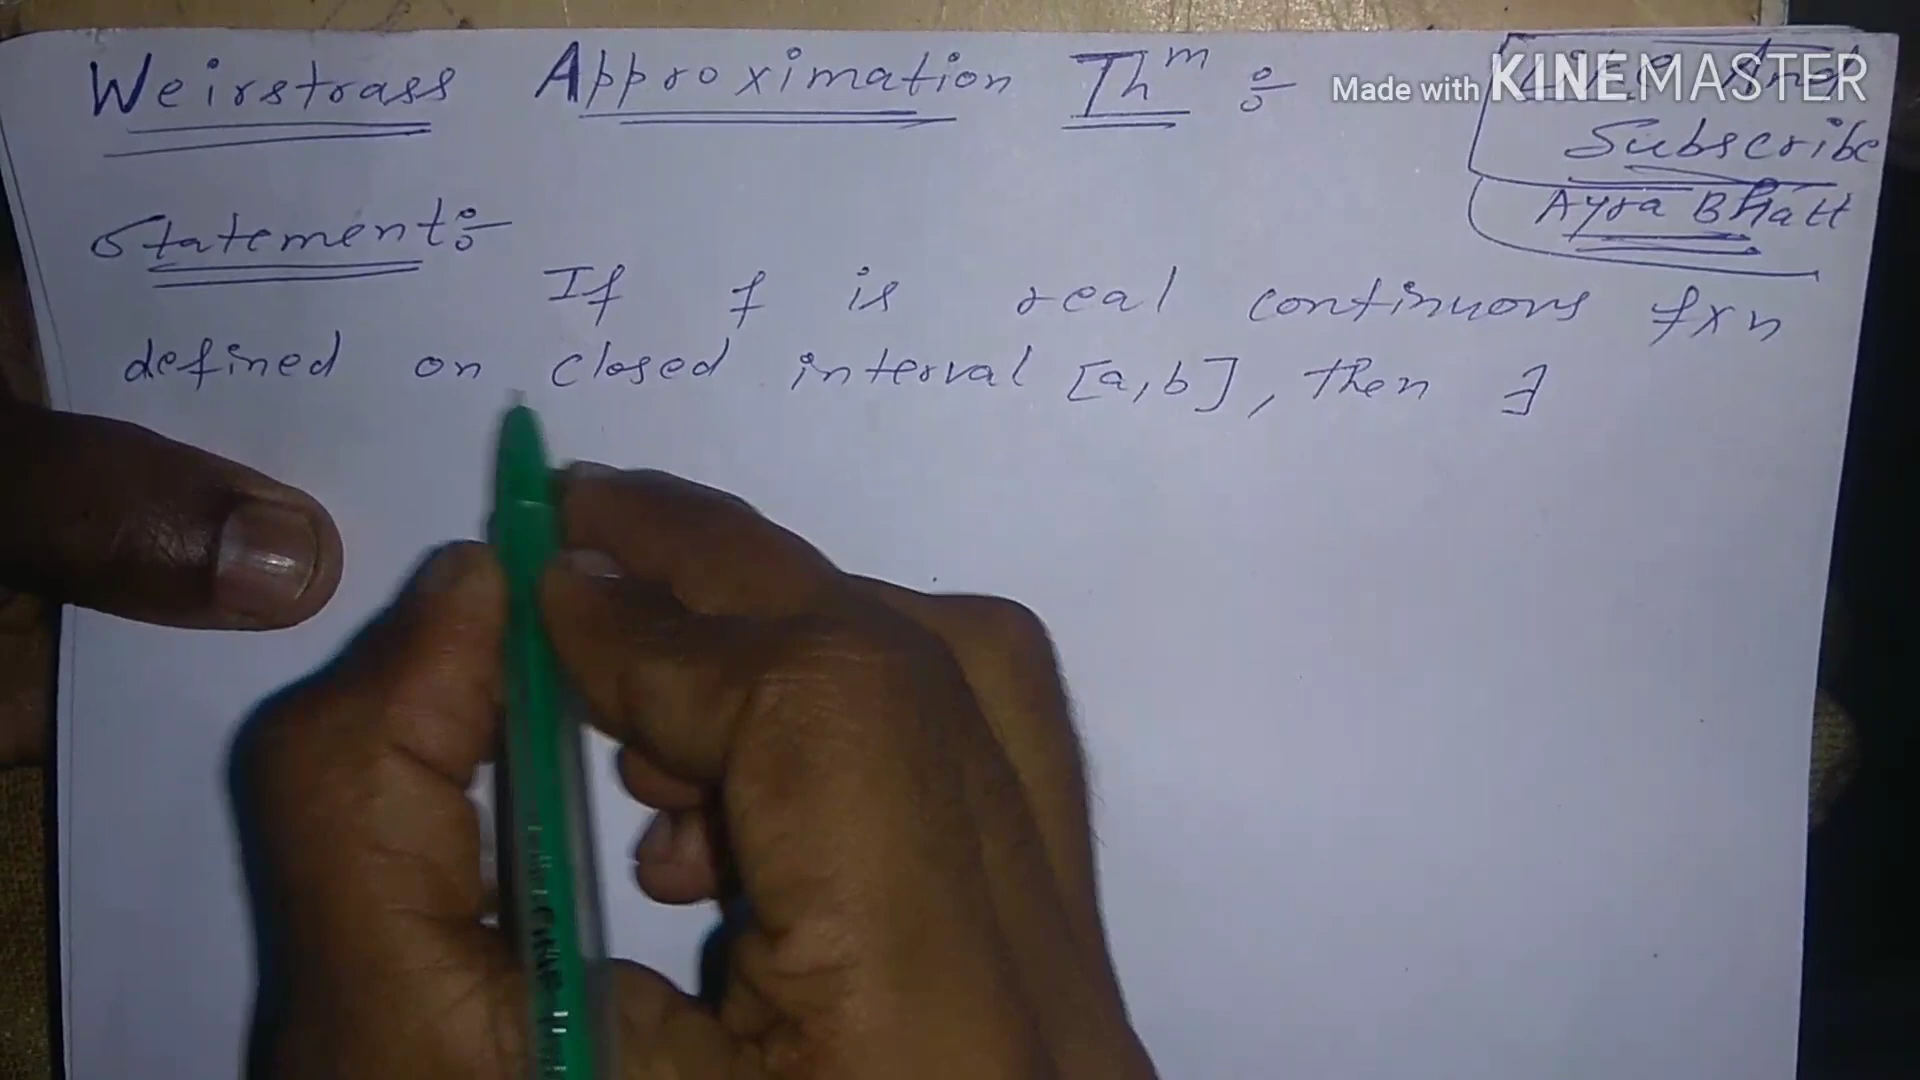 Weirstrass Approximation Thm :-
Made with KINEMASTER
And
Subscribe
Ayra Bhatt
Statement :-
If f is real continuous fxn
defined on closed interval [a,b], then ∃